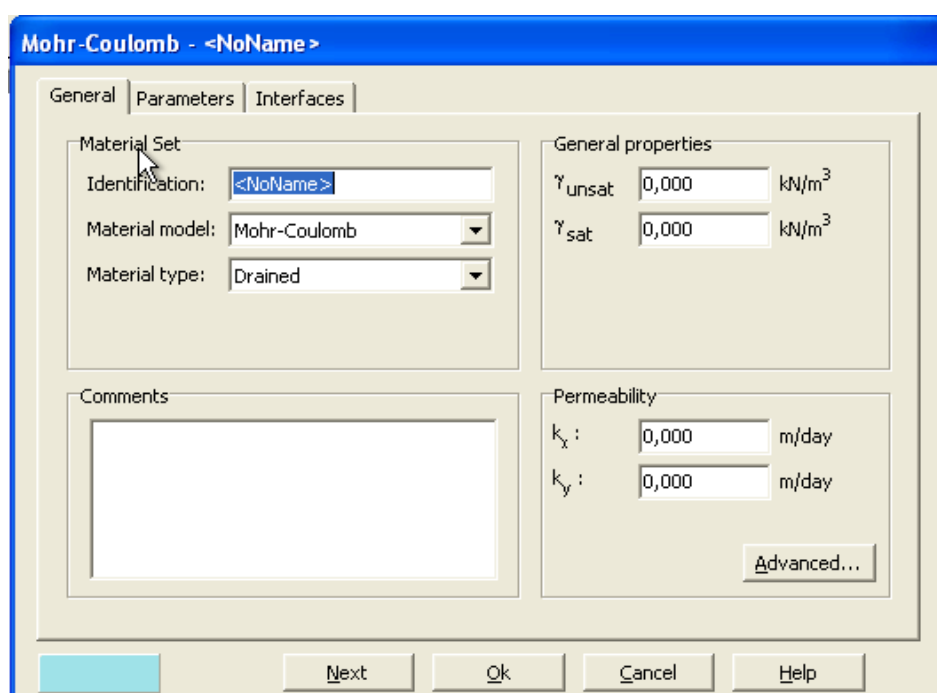 Mohr-Coulomb - <NoName>
General Parameters Interfaces
Material Set
Identification: <NoName>
Material model: Mohr-Coulomb
Material type: Drained
General properties
γunsat 0,000 kN/m³
γsat 0,000 kN/m³
Comments
Permeability
kx : 0,000 m/day
ky : 0,000 m/day
Advanced...
Next Ok Cancel Help